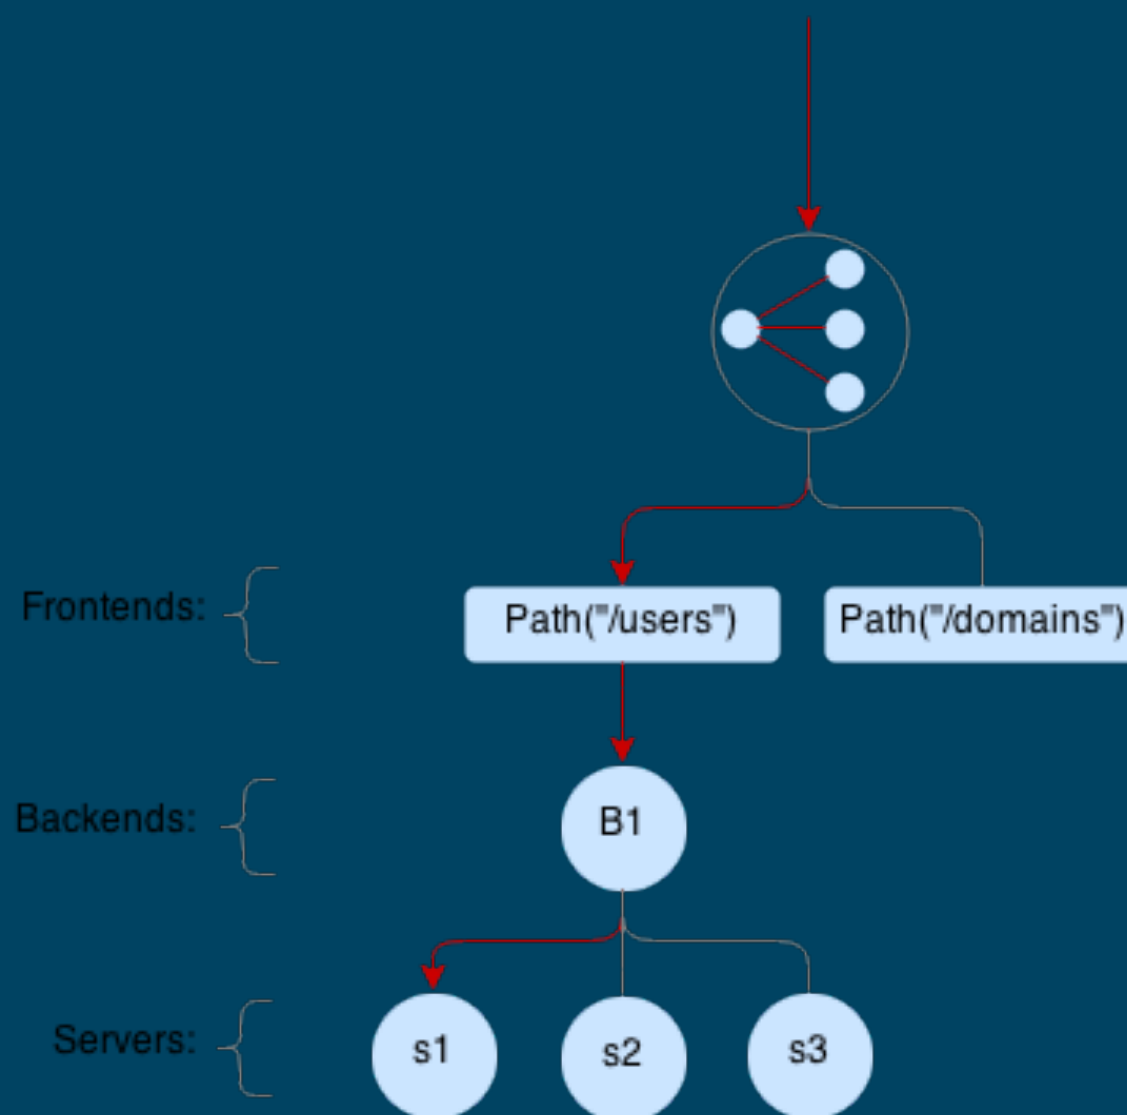 Frontends:
Path("/users")
Path("/domains")
Backends:
B1
Servers:
s1
s2
s3